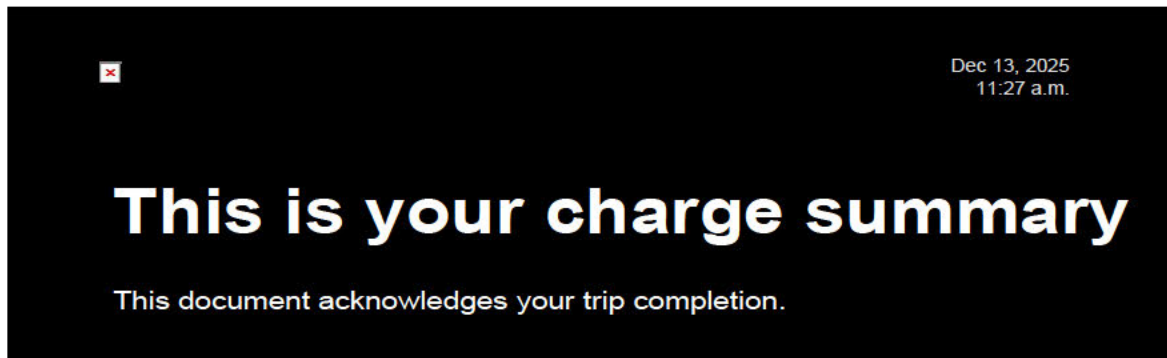 Dec 13, 2025
11:27 a.m.
This is your charge summary
This document acknowledges your trip completion.